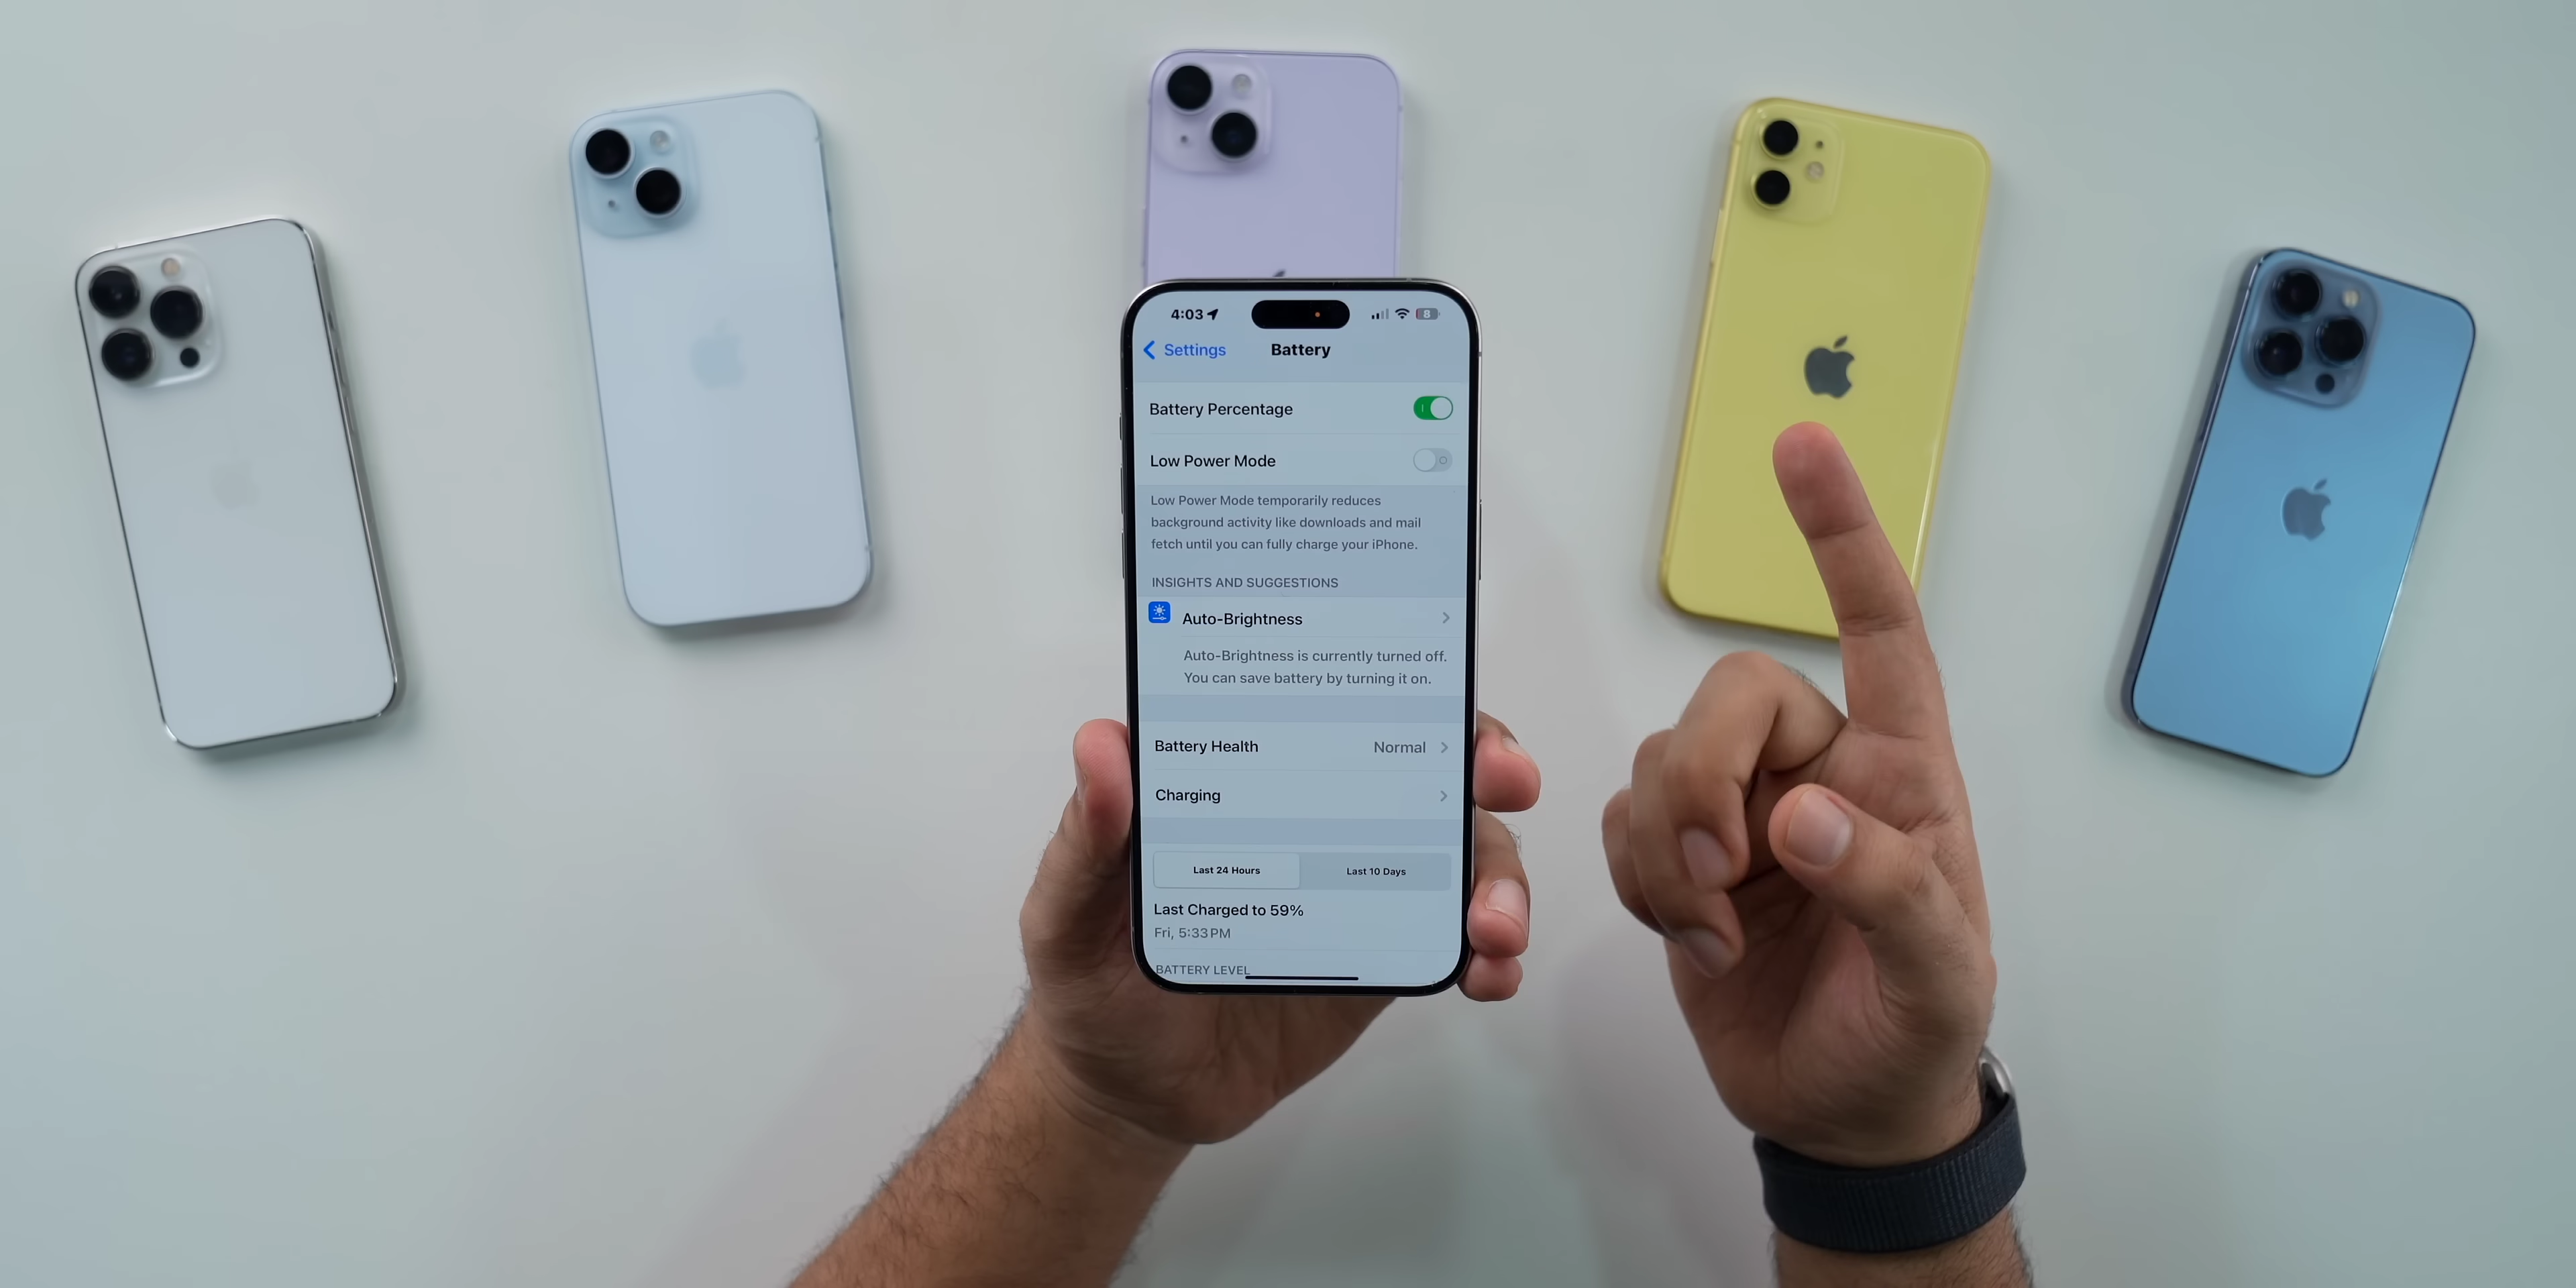 4:03
8
Settings
Battery
Battery Percentage
Low Power Mode
Low Power Mode temporarily reduces
background activity like downloads and mail
fetch until you can fully charge your iPhone.
INSIGHTS AND SUGGESTIONS
Auto-Brightness
Auto-Brightness is currently turned off.
You can save battery by turning it on.
Battery Health Normal
Charging
Last 24 Hours Last 10 Days
Last Charged to 59%
Fri, 5:33 PM
BATTERY LEVEL